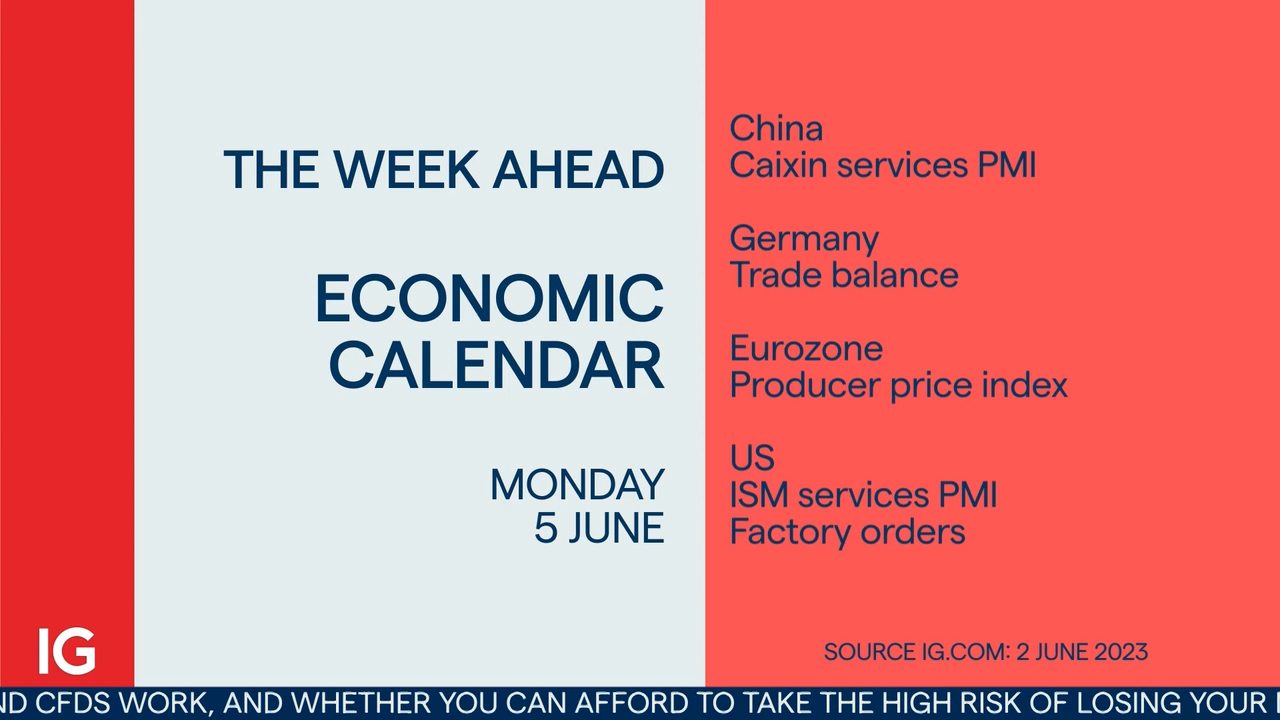 THE WEEK AHEAD
ECONOMIC
CALENDAR
MONDAY
5 JUNE
China
Caixin services PMI
Germany
Trade balance
Eurozone
Producer price index
US
ISM services PMI
Factory orders
SOURCE IG.COM: 2 JUNE 2023
IG
CFDS WORK, AND WHETHER YOU CAN AFFORD TO TAKE THE HIGH RISK OF LOSING YOUR